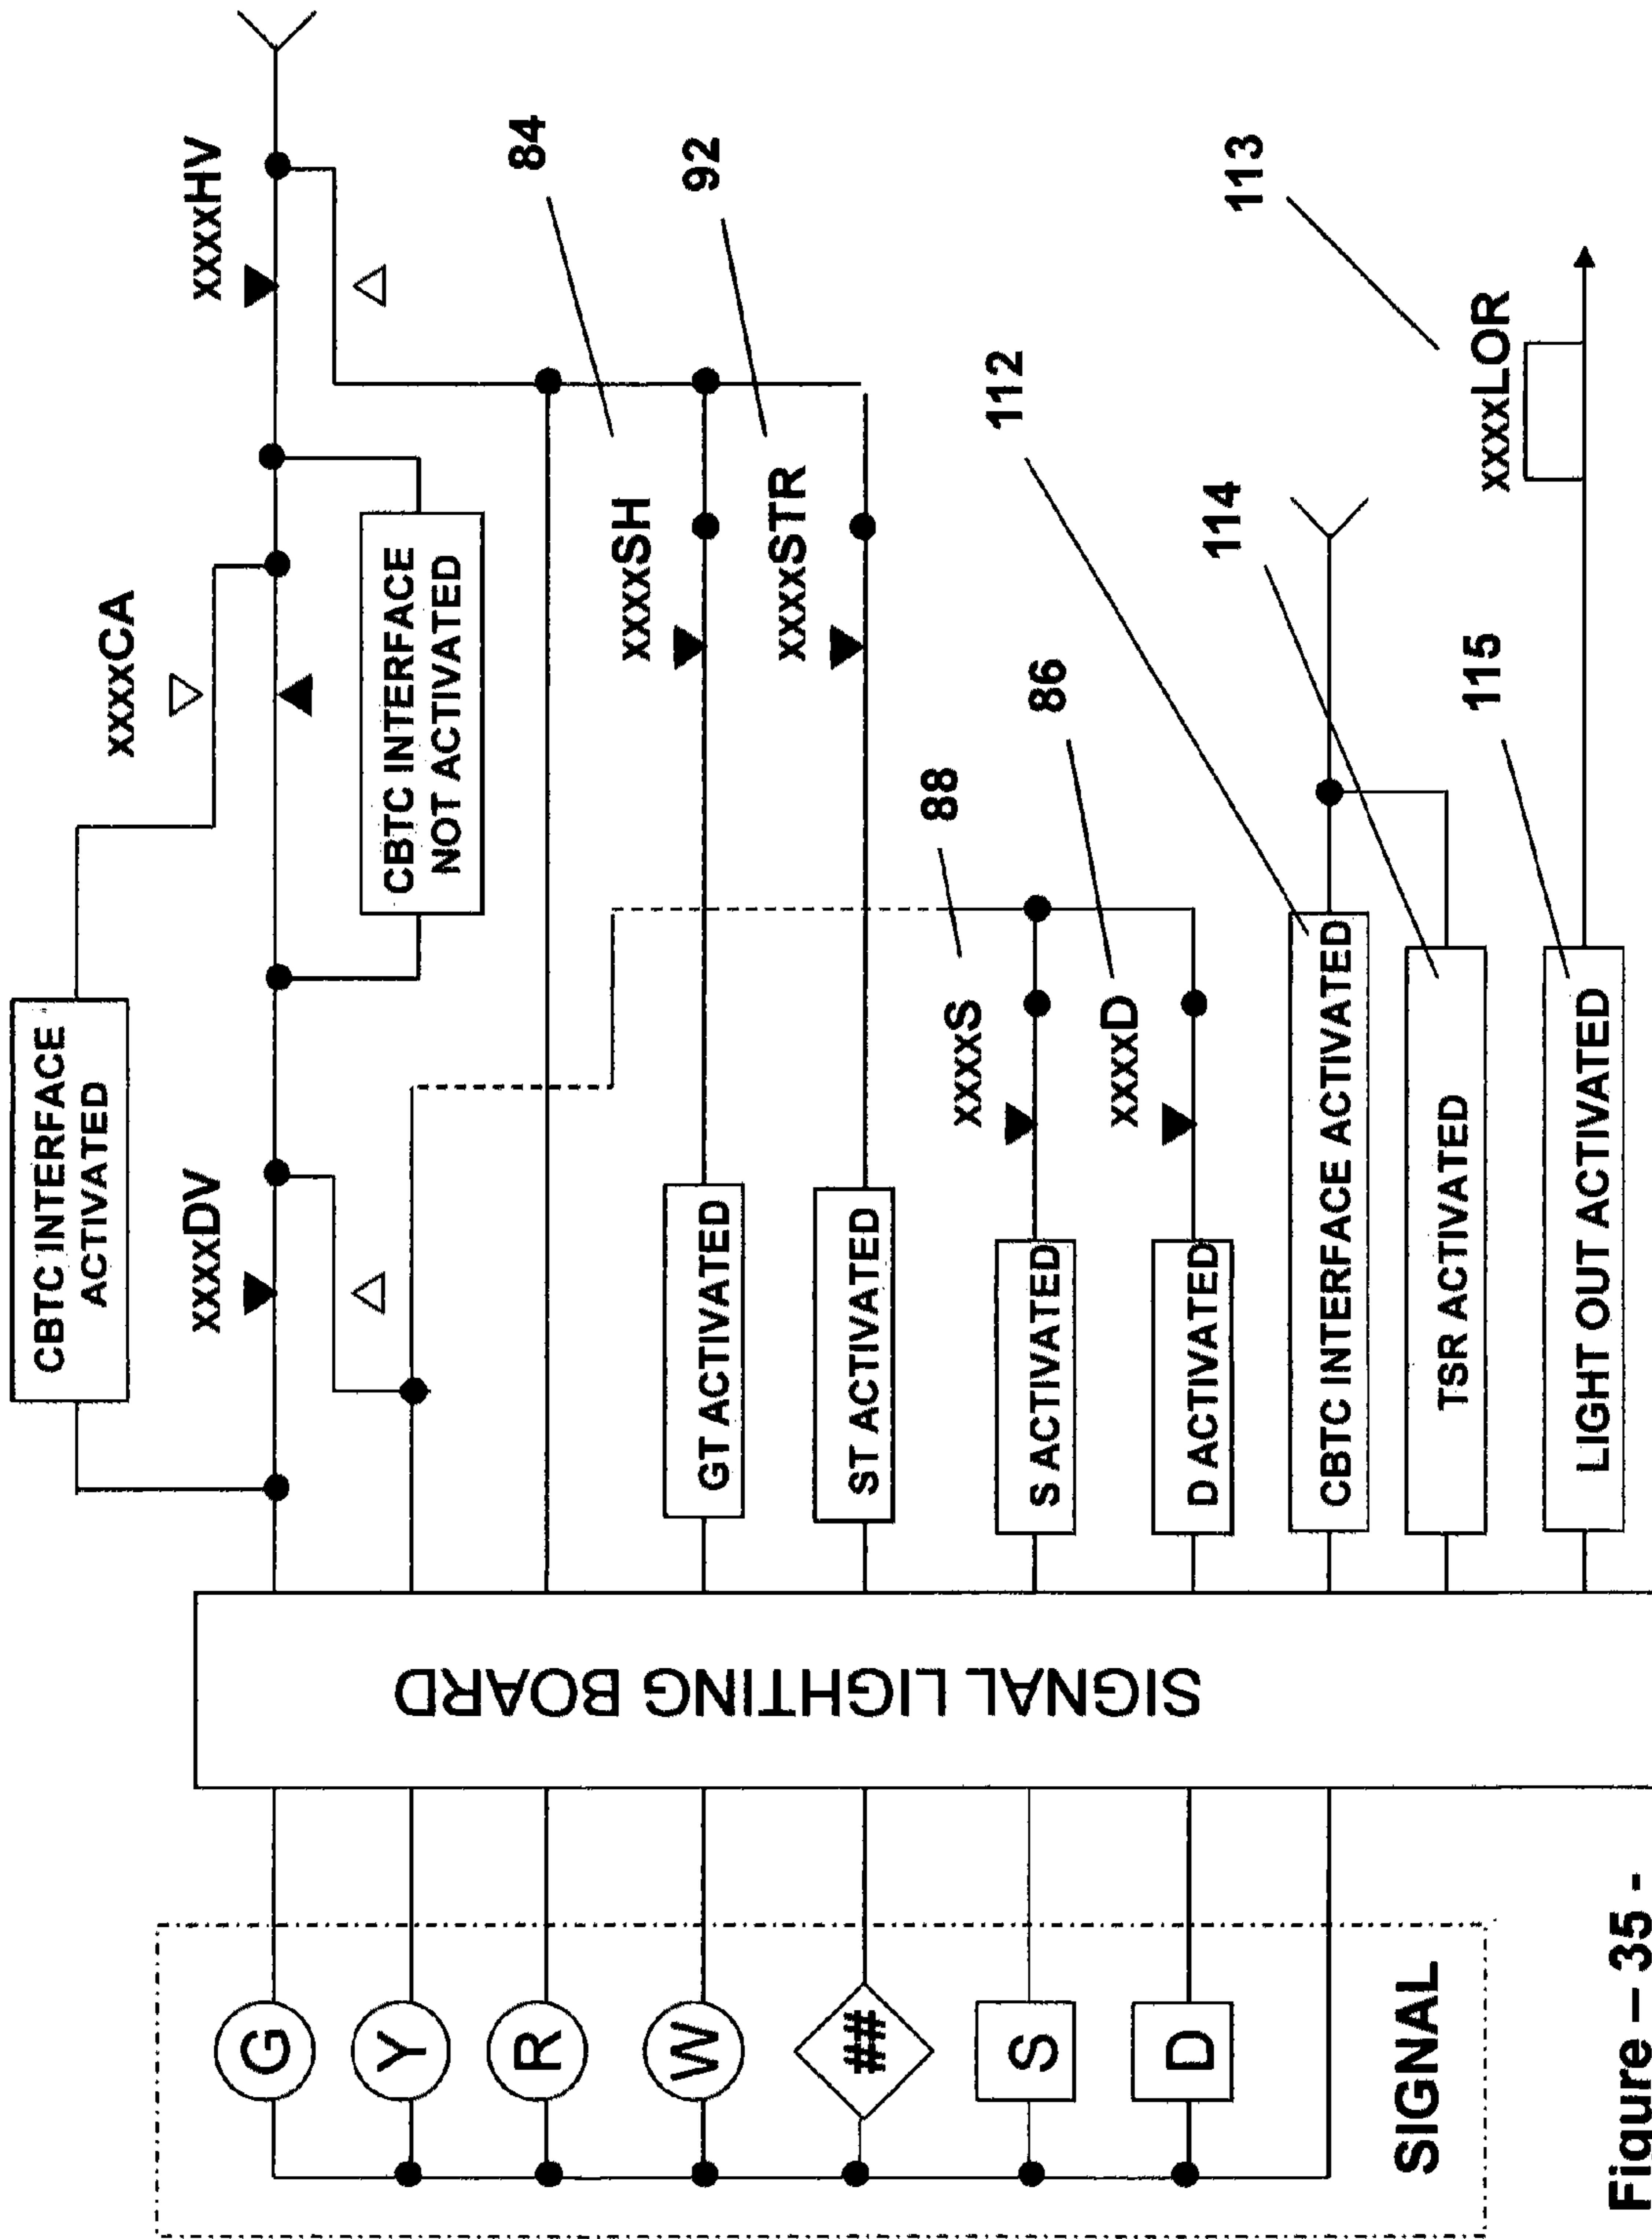 CBTC INTERFACE
ACTIVATED
xxxxCA
xxxxDV
xxxxHV
CBTC INTERFACE
NOT ACTIVATED
84
xxxxSH
GT ACTIVATED
92
xxxxSTR
ST ACTIVATED
88
xxxxS
S ACTIVATED
86
xxxxD
D ACTIVATED
112
CBTC INTERFACE ACTIVATED
114
TSR ACTIVATED
113
xxxxLOR
115
LIGHT OUT ACTIVATED
SIGNAL LIGHTING BOARD
G
Y
R
W
##
S
D
SIGNAL
Figure – 35 -